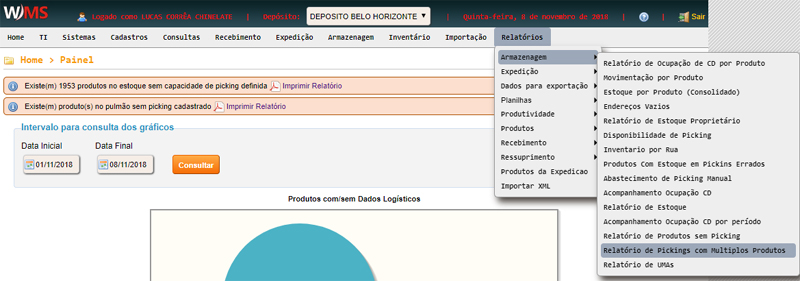 W/MS Logado como LUCAS CORRÊA CHINELATE | Depósitos: DEPOSITO BELO HORIZONTE | Quinta-feira, 8 de novembro de 2018 | | Sair
Home TI Sistemas Cadastros Consultas Recebimento Expedição Armazenagem Inventário Importação Relatórios
Home > Painel
Existe(m) 1953 produtos no estoque sem capacidade de picking definida Imprimir Relatório
Existe(m) produto(s) no pulmão sem picking cadastrado Imprimir Relatório
Intervalo para consulta dos gráficos
Data Inicial Data Final
01/11/2018 08/11/2018 Consultar
Produtos com/sem Dados Logísticos
Armazenagem
Expedição
Dados para exportação
Planilhas
Produtividade
Produtos
Recebimento
Ressuprimento
Produtos da Expedicao
Importar XML
Relatório de Ocupação de CD por Produto
Movimentação por Produto
Estoque por Produto (Consolidado)
Endereços Vazios
Relatório de Estoque Proprietário
Disponibilidade de Picking
Inventario por Rua
Produtos Com Estoque em Pickins Errados
Abastecimento de Picking Manual
Acompanhamento Ocupação CD
Relatório de Estoque
Acompanhamento Ocupação CD por período
Relatório de Produtos sem Picking
Relatório de Pickings com Multiplos Produtos
Relatório de UMAs